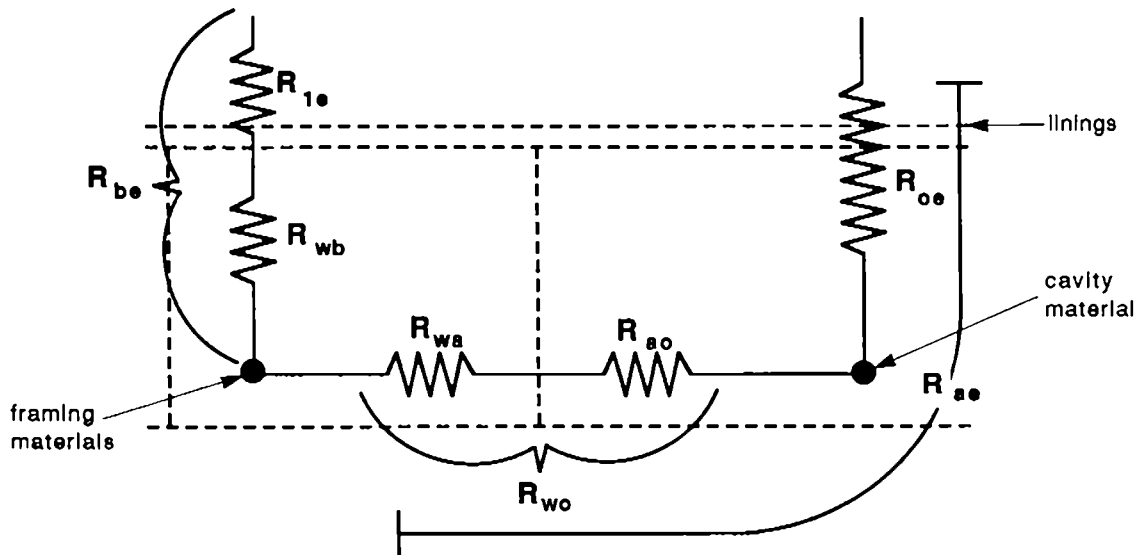 R1e
linings
Rbe
Roe
Rwb
cavity
material
Rwa
Rao
Rae
framing
materials
Rwo